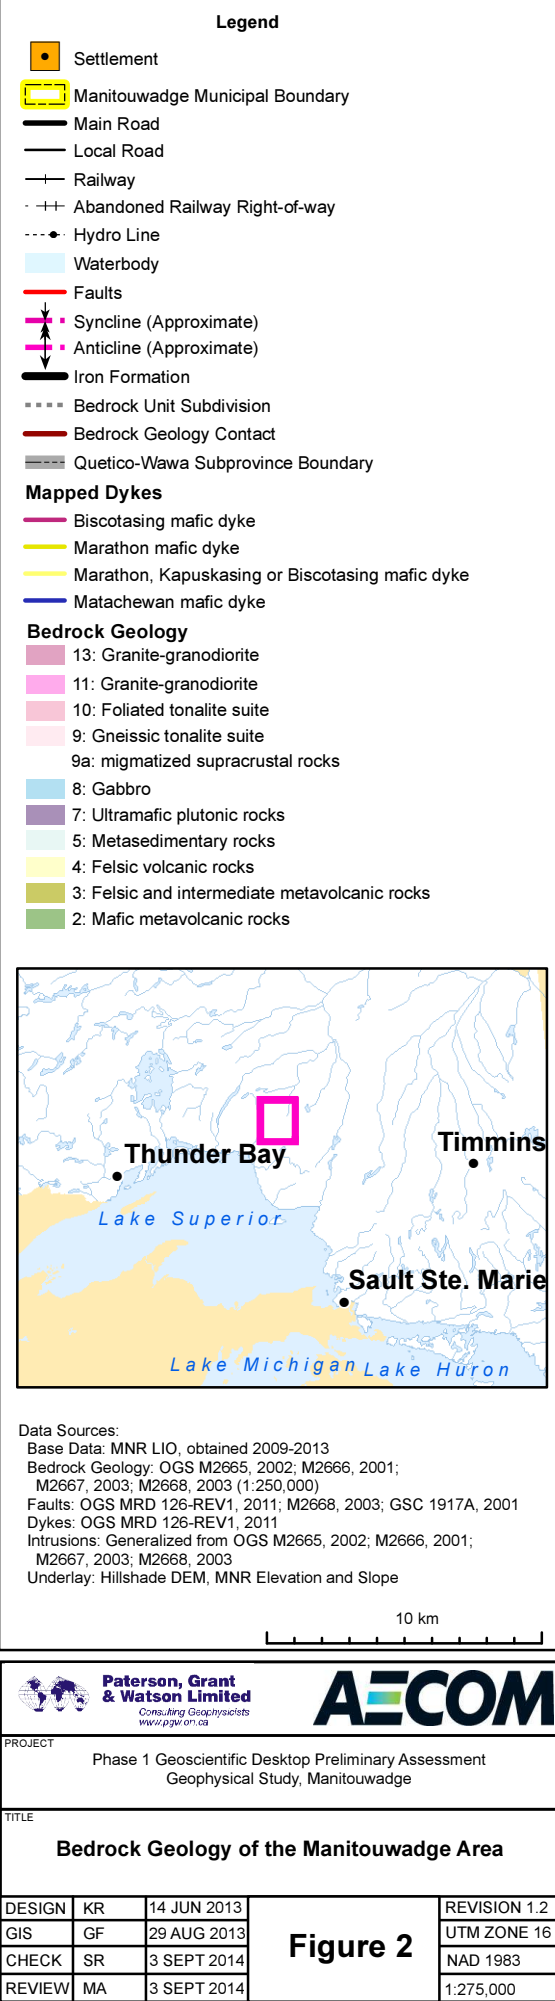 Legend
Settlement
Manitouwadge Municipal Boundary
Main Road
Local Road
Railway
Abandoned Railway Right-of-way
Hydro Line
Waterbody
Faults
Syncline (Approximate)
Anticline (Approximate)
Iron Formation
Bedrock Unit Subdivision
Bedrock Geology Contact
Quetico-Wawa Subprovince Boundary
Mapped Dykes
Biscotasing mafic dyke
Marathon mafic dyke
Marathon, Kapuskasing or Biscotasing mafic dyke
Matachewan mafic dyke
Bedrock Geology
13: Granite-granodiorite
11: Granite-granodiorite
10: Foliated tonalite suite
9: Gneissic tonalite suite
9a: migmatized supracrustal rocks
8: Gabbro
7: Ultramafic plutonic rocks
5: Metasedimentary rocks
4: Felsic volcanic rocks
3: Felsic and intermediate metavolcanic rocks
2: Mafic metavolcanic rocks
Timmins
Thunder Bay
Lake Superior
Sault Ste. Marie
Lake Michigan Lake Huron
Data Sources:
Base Data: MNR LIO, obtained 2009-2013
Bedrock Geology: OGS M2665, 2002; M2666, 2001;
M2667, 2003; M2668, 2003 (1:250,000)
Faults: OGS MRD 126-REV1, 2011; M2668, 2003; GSC 1917A, 2001
Dykes: OGS MRD 126-REV1, 2011
Intrusions: Generalized from OGS M2665, 2002; M2666, 2001;
M2667, 2003; M2668, 2003
Underlay: Hillshade DEM, MNR Elevation and Slope
10 km
Paterson, Grant
& Watson Limited
Consulting Geophysicists
www.pgw.on.ca
AECOM
PROJECT
Phase 1 Geoscientific Desktop Preliminary Assessment
Geophysical Study, Manitouwadge
TITLE
Bedrock Geology of the Manitouwadge Area
DESIGN KR 14 JUN 2013
GIS GF 29 AUG 2013
CHECK SR 3 SEPT 2014
REVIEW MA 3 SEPT 2014
Figure 2
REVISION 1.2
UTM ZONE 16
NAD 1983
1:275,000